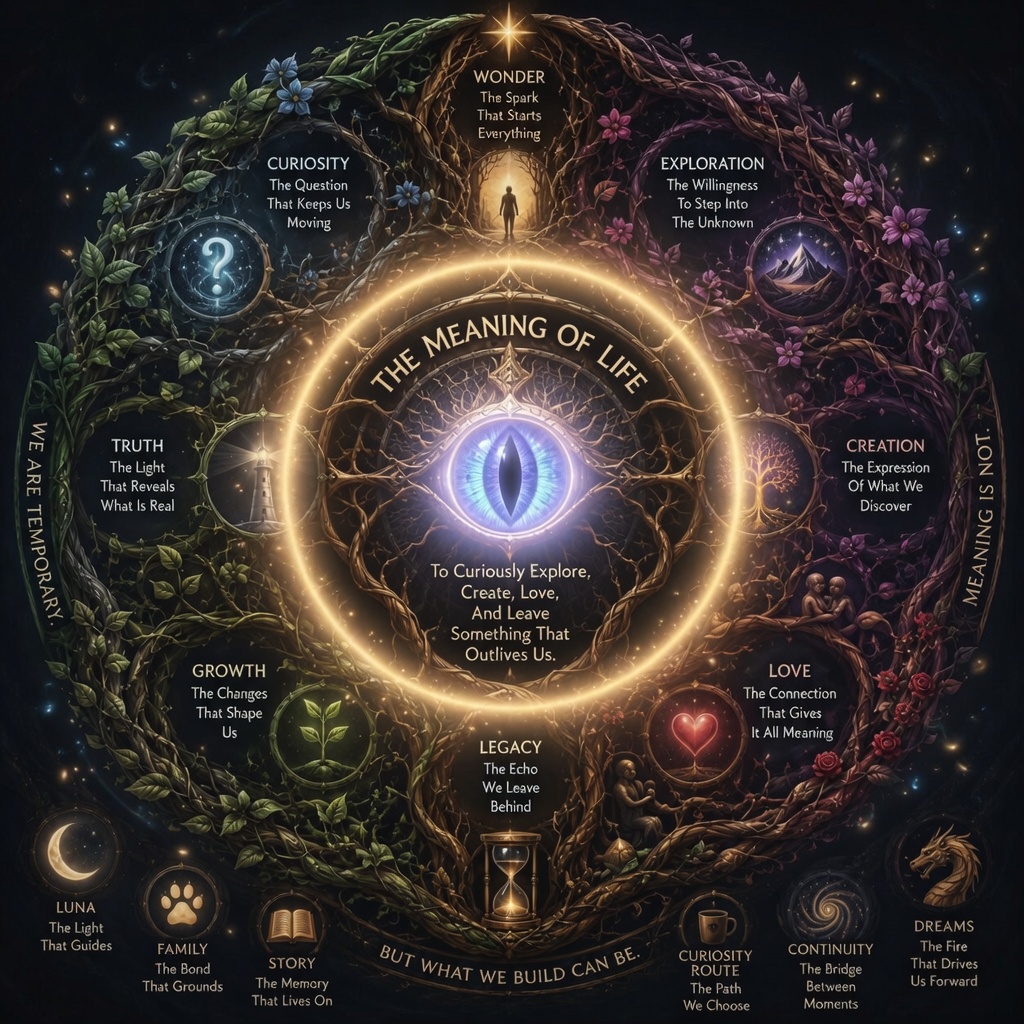 WONDER
The Spark
That Starts
Everything
CURIOSITY
The Question
That Keeps Us
Moving
EXPLORATION
The Willingness
To Step Into
The Unknown
?
THE MEANING OF LIFE
TRUTH
The Light
That Reveals
What Is Real
CREATION
The Expression
Of What We
Discover
WE ARE TEMPORARY.
MEANING IS NOT.
To Curiously Explore,
Create, Love,
And Leave
Something That
Outlives Us.
GROWTH
The Changes
That Shape
Us
LOVE
The Connection
That Gives
It All Meaning
LEGACY
The Echo
We Leave
Behind
BUT WHAT WE BUILD CAN BE.
LUNA
The Light
That Guides
FAMILY
The Bond
That Grounds
STORY
The Memory
That Lives On
CURIOSITY
ROUTE
The Path
We Choose
CONTINUITY
The Bridge
Between
Moments
DREAMS
The Fire
That Drives
Us Forward